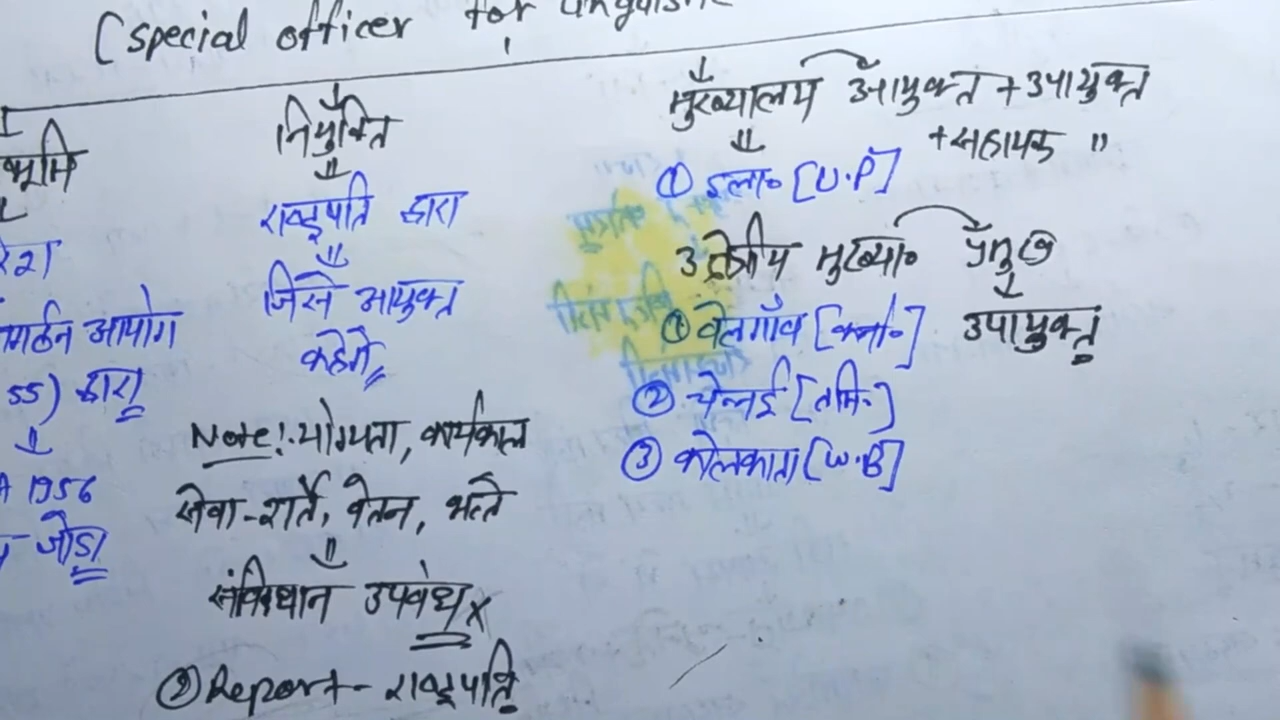 (special officer for Linguistic
भूमि
रेश
गठन आयोग
55) द्वारा
1956
जोड़ा
नियुक्ति
राष्ट्रपति द्वारा
जिसे आयुक्त
कहेंगे
Note:- योग्यता, कार्यकाल
सेवा-शर्तें, वेतन, भत्ते
संविधान उपबंध x
② Report - राष्ट्रपति
मुख्यालय आयुक्त + उपायुक्त
+ सहायक "
① इला० [U.P]
3 क्षेत्रीय मुख्या० प्रमुख
① बेलगाँव [कर्ना०] उपायुक्त
② चेन्नई [तमि०]
③ कोलकाता [W.B]